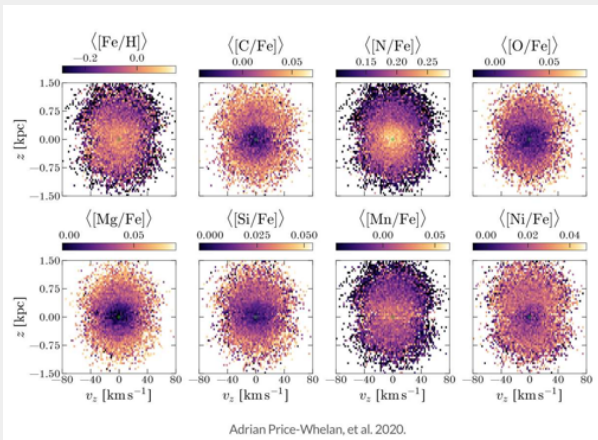 ⟨[Fe/H]⟩ ⟨[C/Fe]⟩ ⟨[N/Fe]⟩ ⟨[O/Fe]⟩
−0.2 0.0 0.00 0.05 0.15 0.20 0.25 0.00 0.05
1.50
0.75
0.00
−0.75
−1.50
z [kpc]
⟨[Mg/Fe]⟩ ⟨[Si/Fe]⟩ ⟨[Mn/Fe]⟩ ⟨[Ni/Fe]⟩
0.00 0.05 0.000 0.025 0.050 0.00 0.05 0.00 0.02 0.04
1.50
0.75
0.00
−0.75
−1.50
z [kpc]
−80 −40 0 40 80 −40 0 40 80 −40 0 40 80 −40 0 40 80
v_z [km s⁻¹] v_z [km s⁻¹] v_z [km s⁻¹] v_z [km s⁻¹]
Adrian Price-Whelan, et al. 2020.